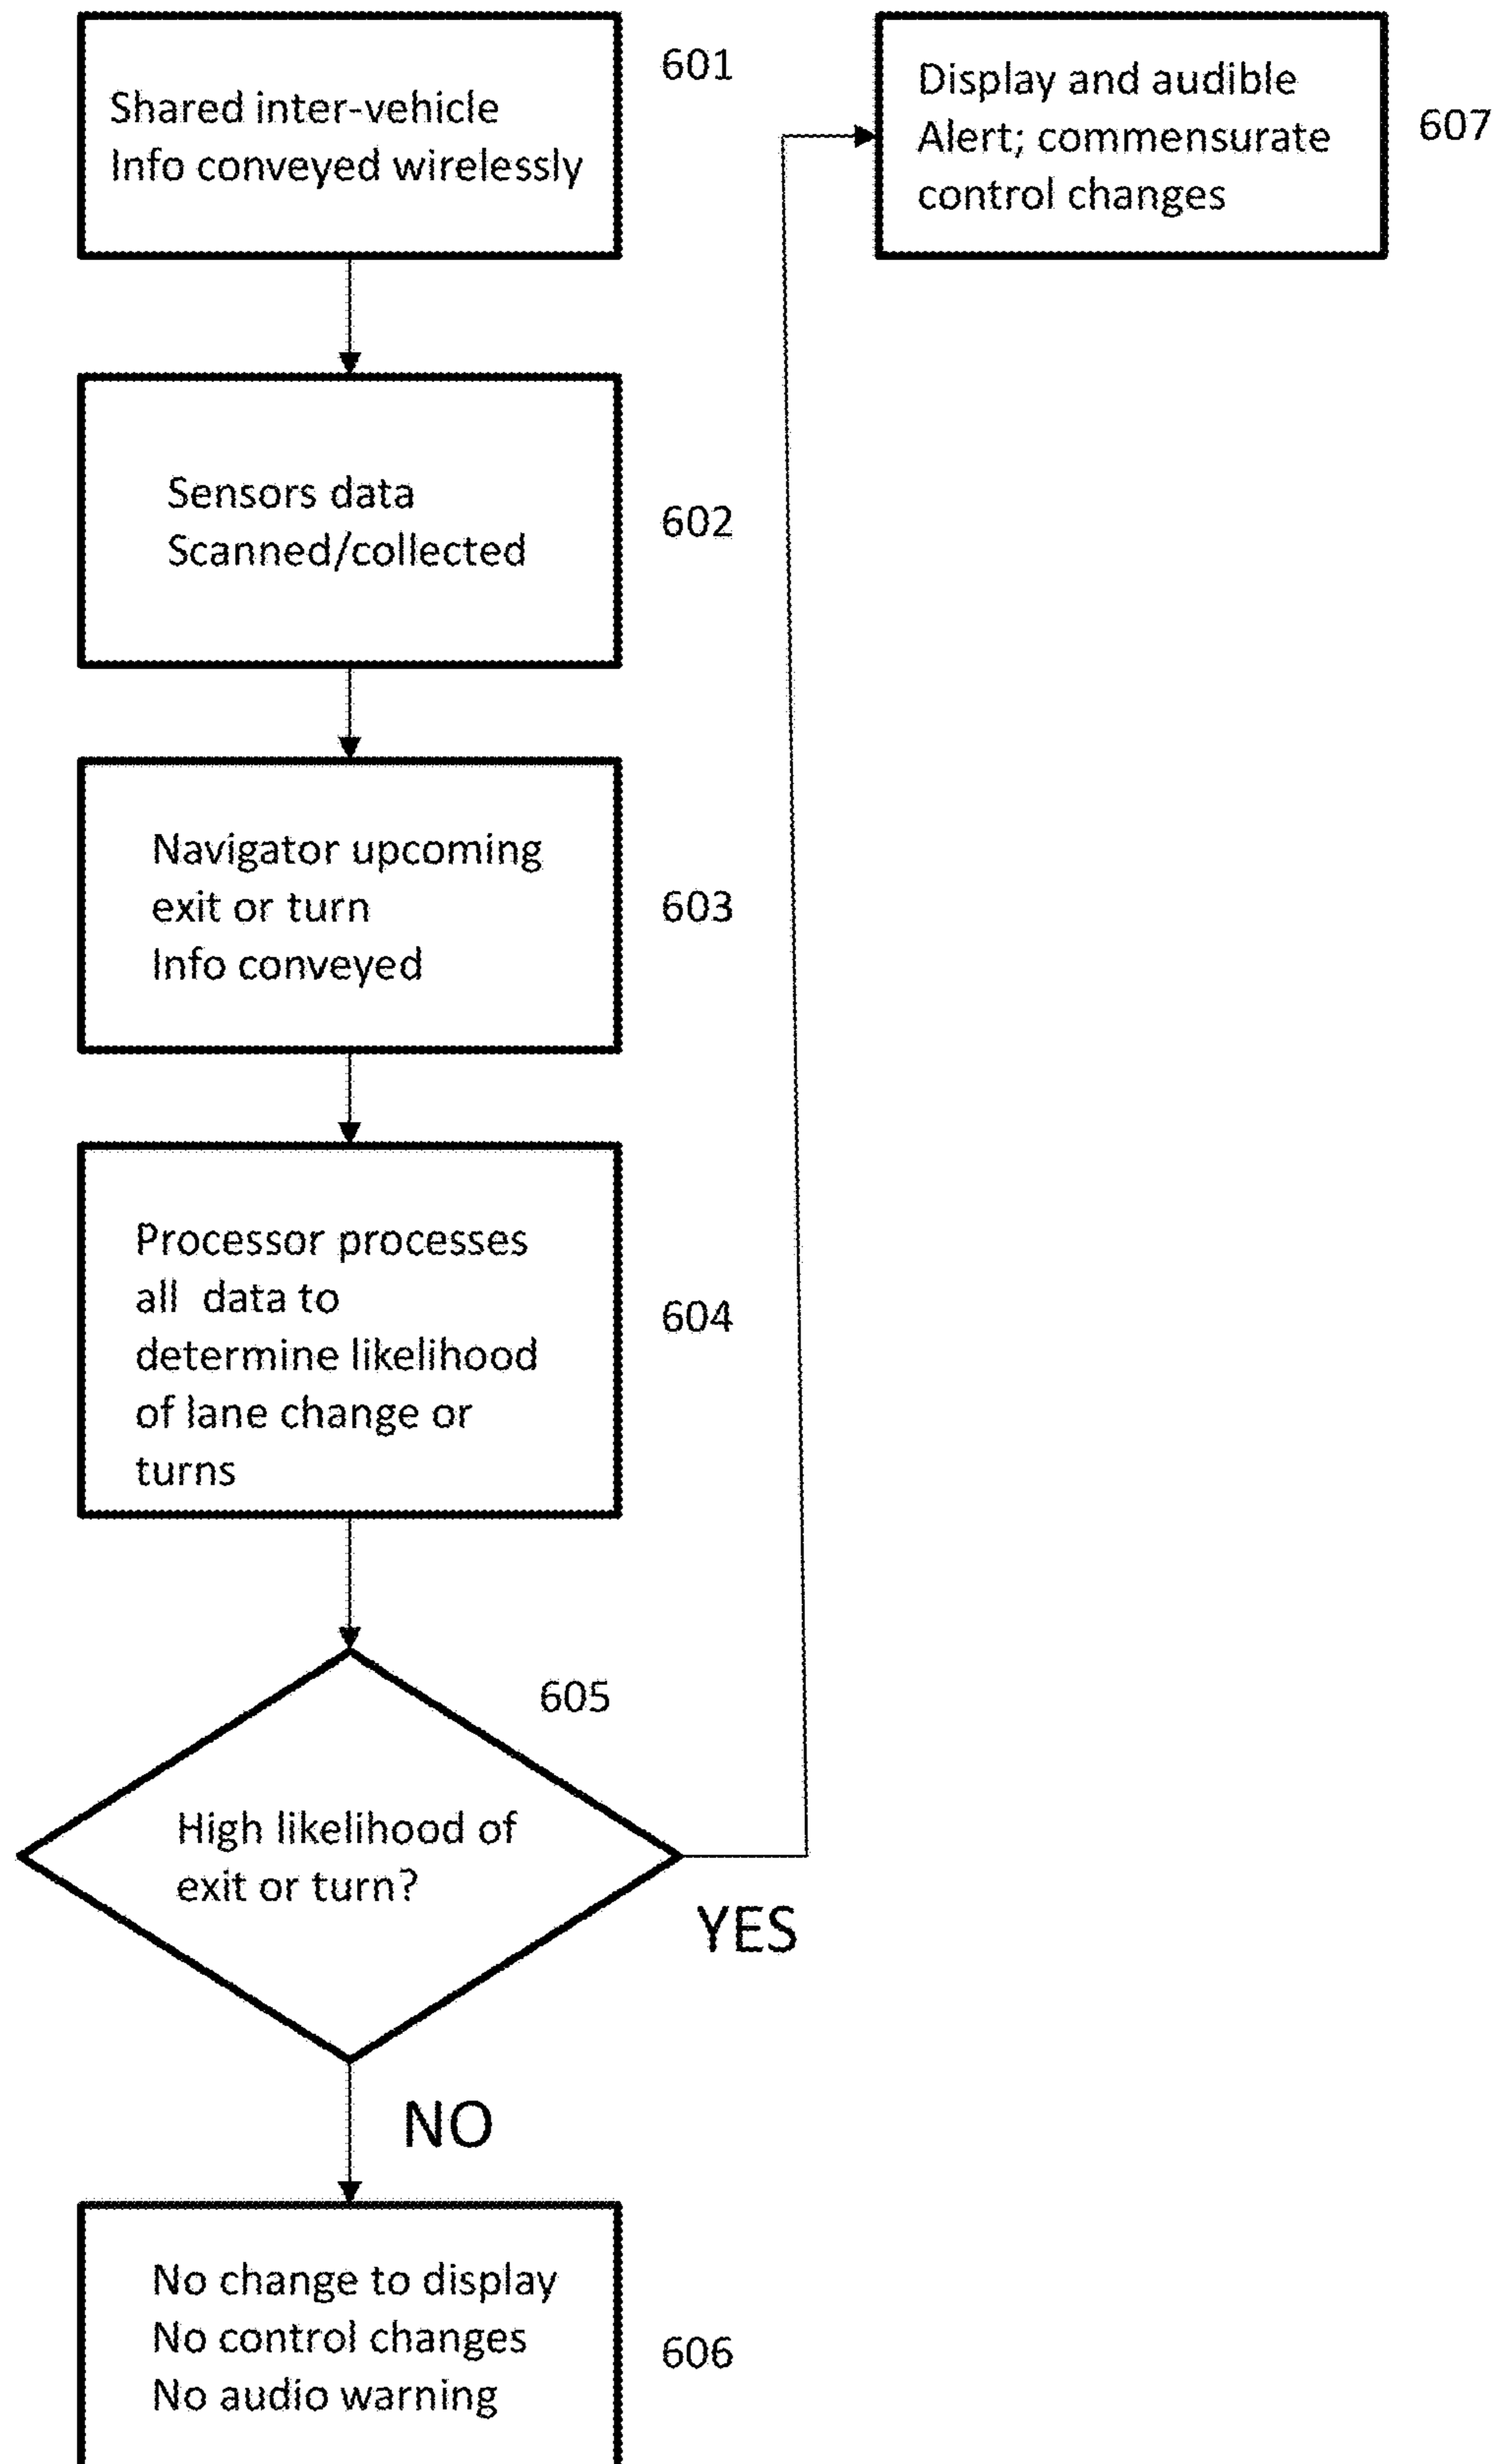 Shared inter-vehicle
Info conveyed wirelessly
601
Display and audible
Alert; commensurate
control changes
607
Sensors data
Scanned/collected
602
Navigator upcoming
exit or turn
Info conveyed
603
Processor processes
all data to
determine likelihood
of lane change or
turns
604
605
High likelihood of
exit or turn?
YES
NO
No change to display
No control changes
No audio warning
606